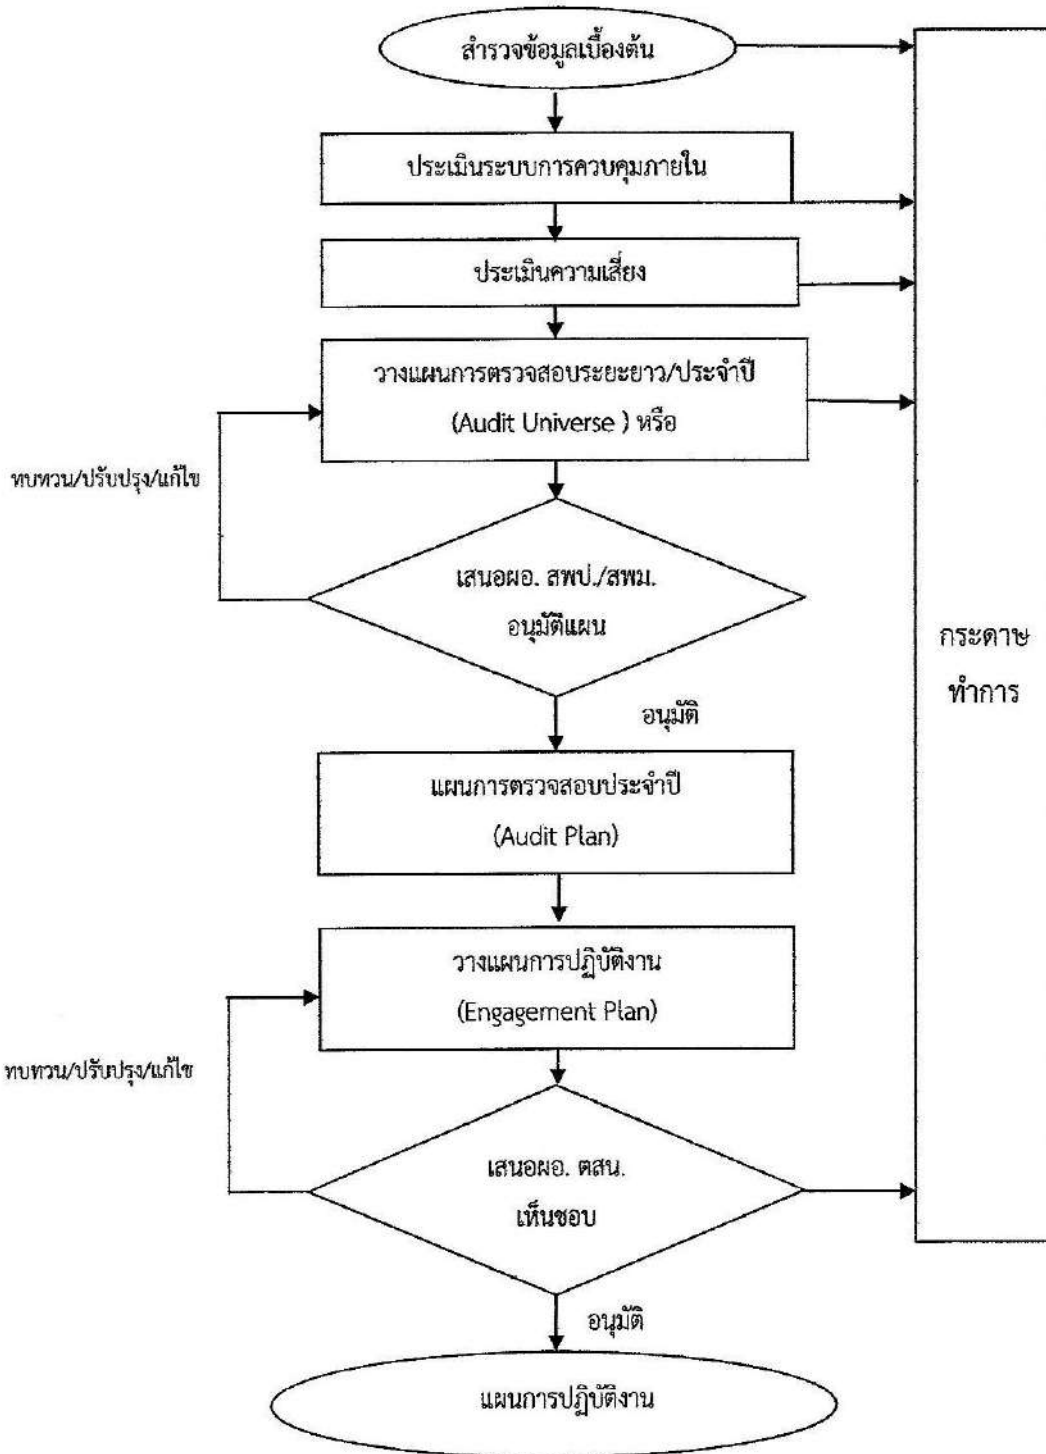 สำรวจข้อมูลเบื้องต้น
ประเมินระบบการควบคุมภายใน
ประเมินความเสี่ยง
วางแผนการตรวจสอบระยะยาว/ประจำปี
(Audit Universe ) หรือ
ทบทวน/ปรับปรุง/แก้ไข
เสนอผอ. สพป./สพม.
อนุมัติแผน
กระดาษ
ทำการ
อนุมัติ
แผนการตรวจสอบประจำปี
(Audit Plan)
วางแผนการปฏิบัติงาน
(Engagement Plan)
ทบทวน/ปรับปรุง/แก้ไข
เสนอผอ. ตสน.
เห็นชอบ
อนุมัติ
แผนการปฏิบัติงาน